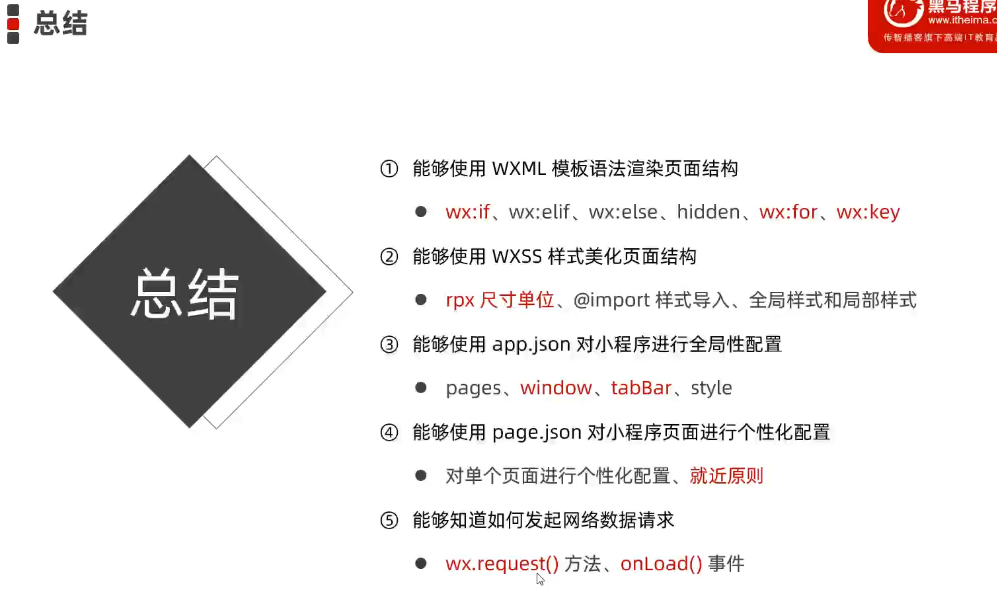 总结
黑马程序
www.itheima.c
传智播客旗下高端IT教育
总结
① 能够使用 WXML 模板语法渲染页面结构
● wx:if、wx:elif、wx:else、hidden、wx:for、wx:key
② 能够使用 WXSS 样式美化页面结构
● rpx 尺寸单位、@import 样式导入、全局样式和局部样式
③ 能够使用 app.json 对小程序进行全局性配置
● pages、window、tabBar、style
④ 能够使用 page.json 对小程序页面进行个性化配置
● 对单个页面进行个性化配置、就近原则
⑤ 能够知道如何发起网络数据请求
● wx.request() 方法、onLoad() 事件